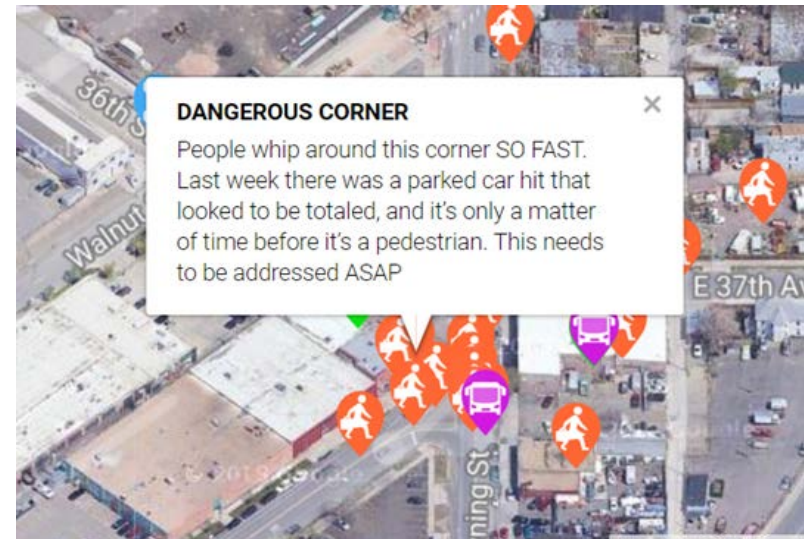 36th S
DANGEROUS CORNER
×
People whip around this corner SO FAST.
Last week there was a parked car hit that
looked to be totaled, and it's only a matter
of time before it's a pedestrian. This needs
to be addressed ASAP
Walnut
E 37th Av
ning St